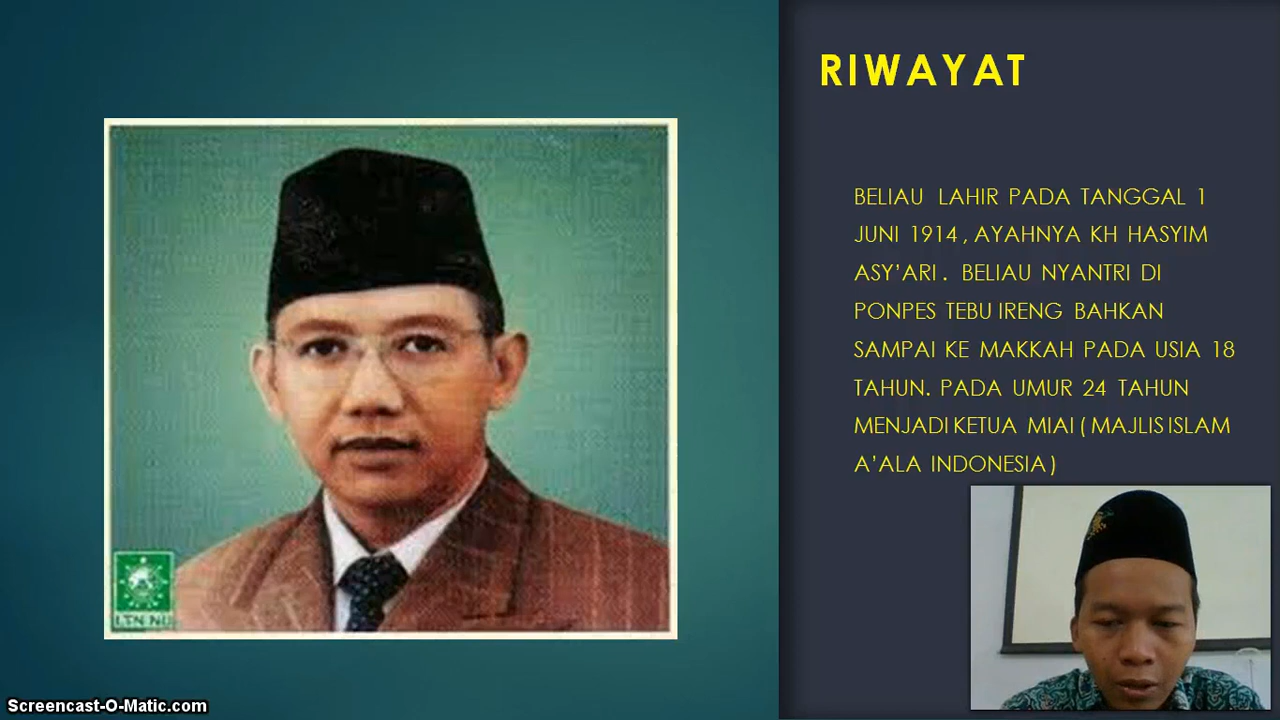 RIWAYAT
BELIAU LAHIR PADA TANGGAL 1
JUNI 1914 , AYAHNYA KH HASYIM
ASY'ARI . BELIAU NYANTRI DI
PONPES TEBU IRENG BAHKAN
SAMPAI KE MAKKAH PADA USIA 18
TAHUN. PADA UMUR 24 TAHUN
MENJADI KETUA MIAI ( MAJLIS ISLAM
A'ALA INDONESIA )
LTN NU
Screencast-O-Matic.com